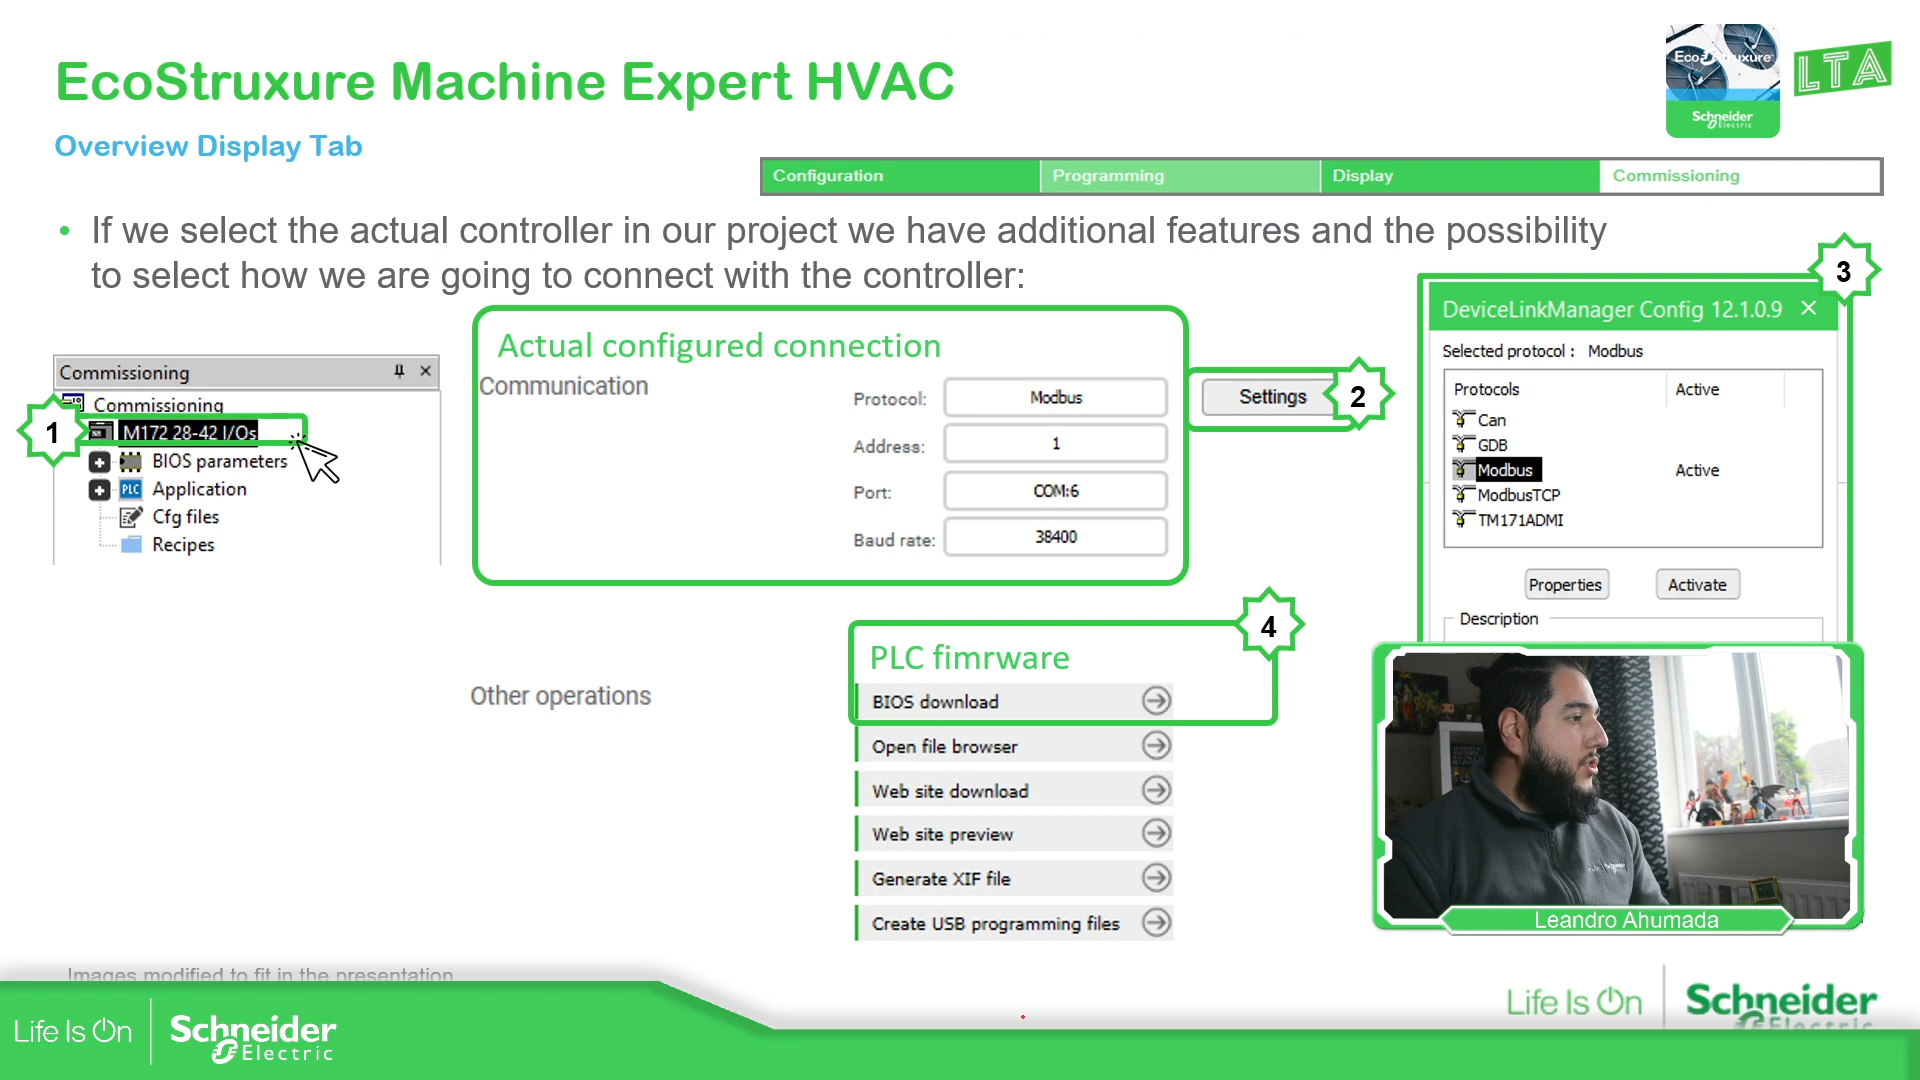 EcoStruxure Machine Expert HVAC
EcoStruxure
Schneider
Electric
LTA
Overview Display Tab
Configuration
Programming
Display
Commissioning
• If we select the actual controller in our project we have additional features and the possibility
to select how we are going to connect with the controller:
3
DeviceLinkManager Config 12.1.0.9
Selected protocol : Modbus
Protocols Active
Can
GDB
Modbus Active
ModbusTCP
TM171ADMI
Properties Activate
Description
Commissioning
Commissioning
1
M172 28-42 I/Os
BIOS parameters
PLC Application
Cfg files
Recipes
Actual configured connection
Communication
Protocol: Modbus
Address: 1
Port: COM:6
Baud rate: 38400
Settings
2
4
PLC fimrware
Other operations
BIOS download
Open file browser
Web site download
Web site preview
Generate XIF file
Create USB programming files
Leandro Ahumada
Images modified to fit in the presentation
Life Is On
Schneider
Electric
Life Is On
Schneider
Electric